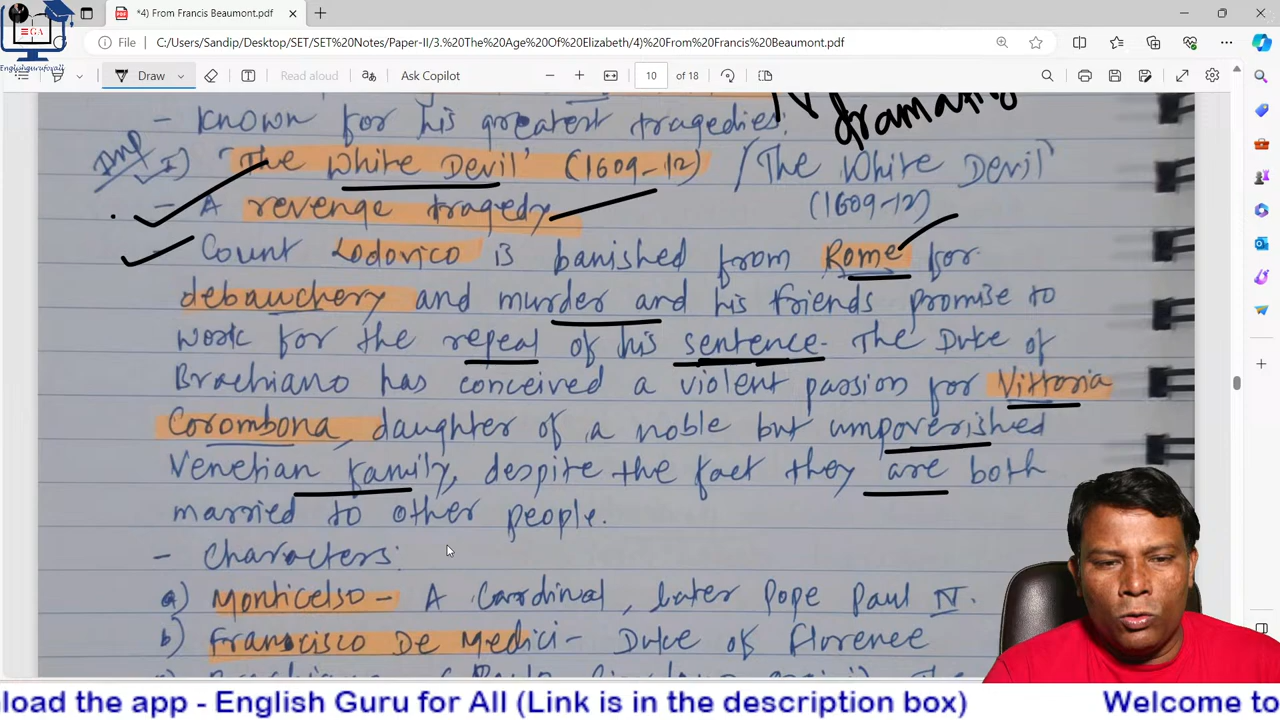 *4) From Francis Beaumont.pdf
File C:/Users/Sandip/Desktop/SET/SET%20Notes/Paper-II/3.%20The%20Age%20Of%20Elizabeth/4)%20From%20Francis%20Beaumont.pdf
EGA
Englishguruforall
Draw Read aloud Ask Copilot 10 of 18
dramatist
- Known for his greatest tragedies:
Imp I) 'The White Devil' (1609-12) / 'The White Devil'
(1609-12)
- A revenge tragedy
- Count Lodovico is banished from Rome for
debauchery and murder and his friends promise to
work for the repeal of his sentence. The Duke of
Brachiano has conceived a violent passion for Vittoria
Corombona, daughter of a noble but impoverished
Venetian family, despite the fact they are both
married to other people.
- Characters:
a) Monticelso - A Cardinal, later Pope Paul IV.
b) Francisco De Medici - Duke of Florence
nload the app - English Guru for All (Link is in the description box) Welcome to